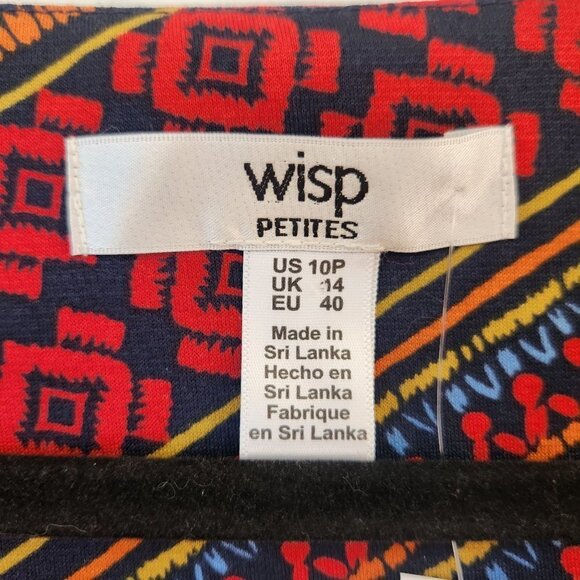 wisp
PETITES
US 10P
UK 14
EU 40
Made in
Sri Lanka
Hecho en
Sri Lanka
Fabrique
en Sri Lanka